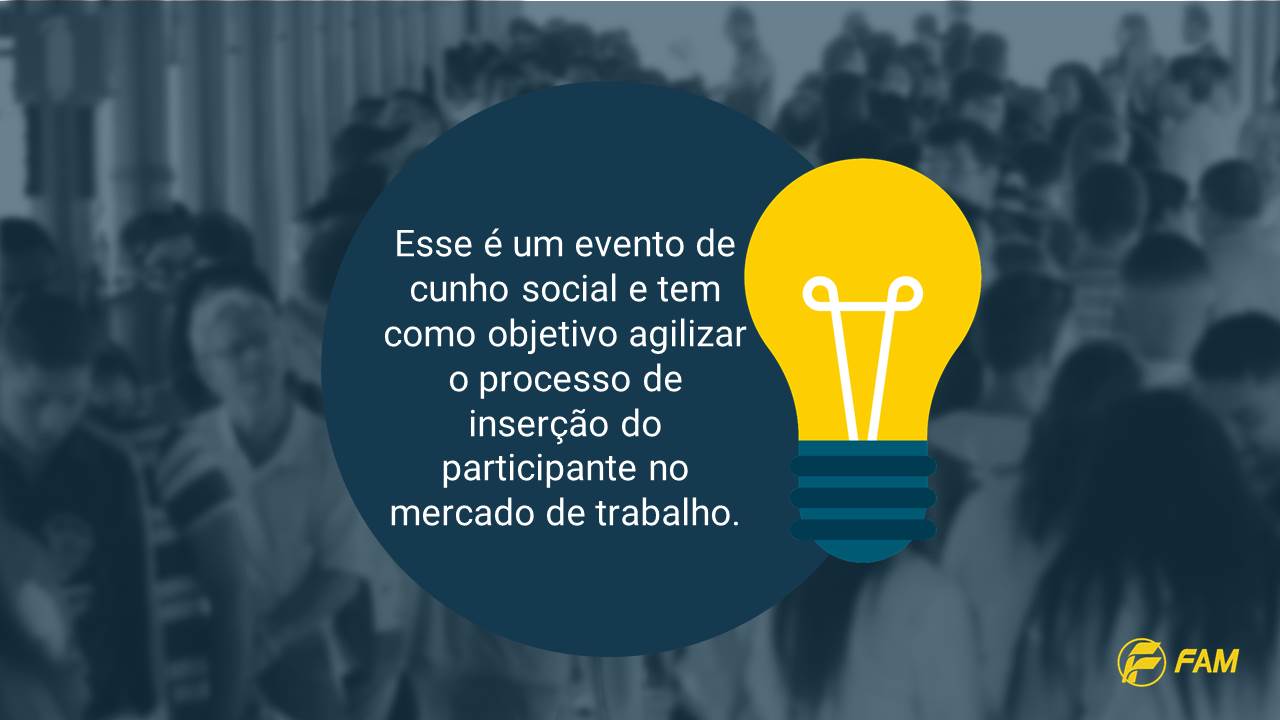 Esse é um evento de
cunho social e tem
como objetivo agilizar
o processo de
inserção do
participante no
mercado de trabalho.
FAM